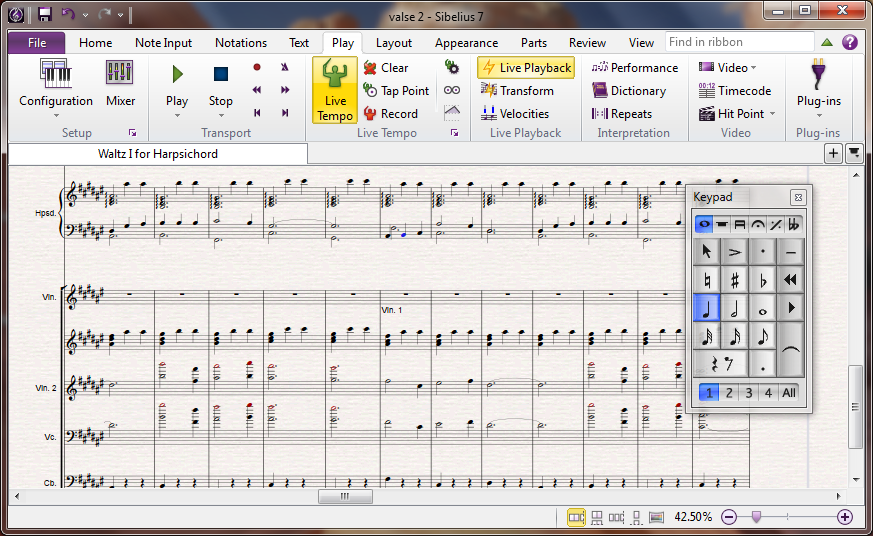 valse 2 - Sibelius 7
File Home Note Input Notations Text Play Layout Appearance Parts Review View Find in ribbon
Configuration Mixer Play Stop Live Tempo Clear Tap Point Record Live Playback Transform Velocities Performance Dictionary Repeats Video Timecode Hit Point Plug-ins
Setup Transport Live Tempo Live Playback Interpretation Video Plug-ins
Waltz I for Harpsichord
Keypad
Hpsd.
Vln.
Vln. 1
Vln. 2
Vc.
Cb.
1 2 3 4 All
42.50%